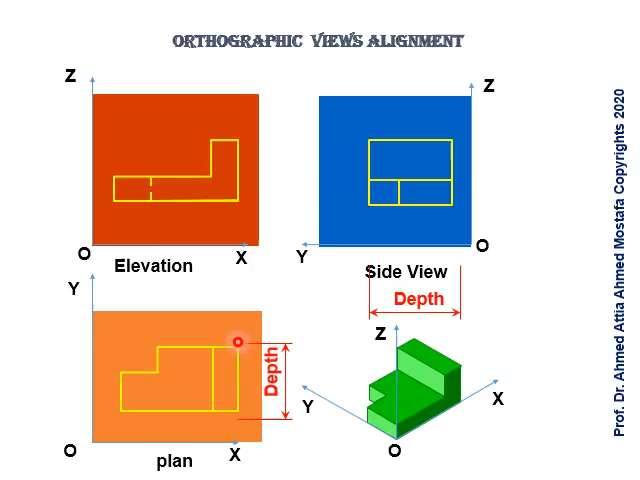 ORTHOGRAPHIC VIEWS ALIGNMENT
Z
Z
O
X
Elevation
Y
O
Side View
Depth
Y
Depth
O
X
plan
Z
Y
X
O
Prof. Dr. Ahmed Attia Ahmed Mostafa Copyrights 2020